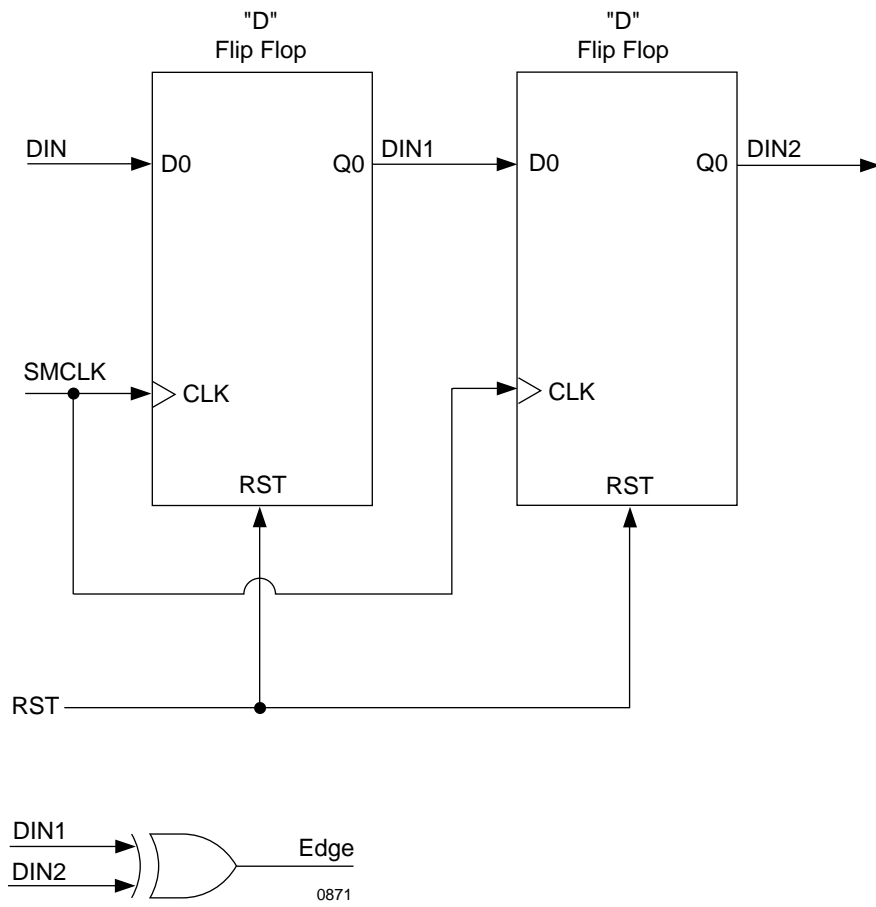 "D"
Flip Flop
"D"
Flip Flop
DIN
D0
Q0
DIN1
D0
Q0
DIN2
SMCLK
CLK
CLK
RST
RST
RST
DIN1
DIN2
Edge
0871